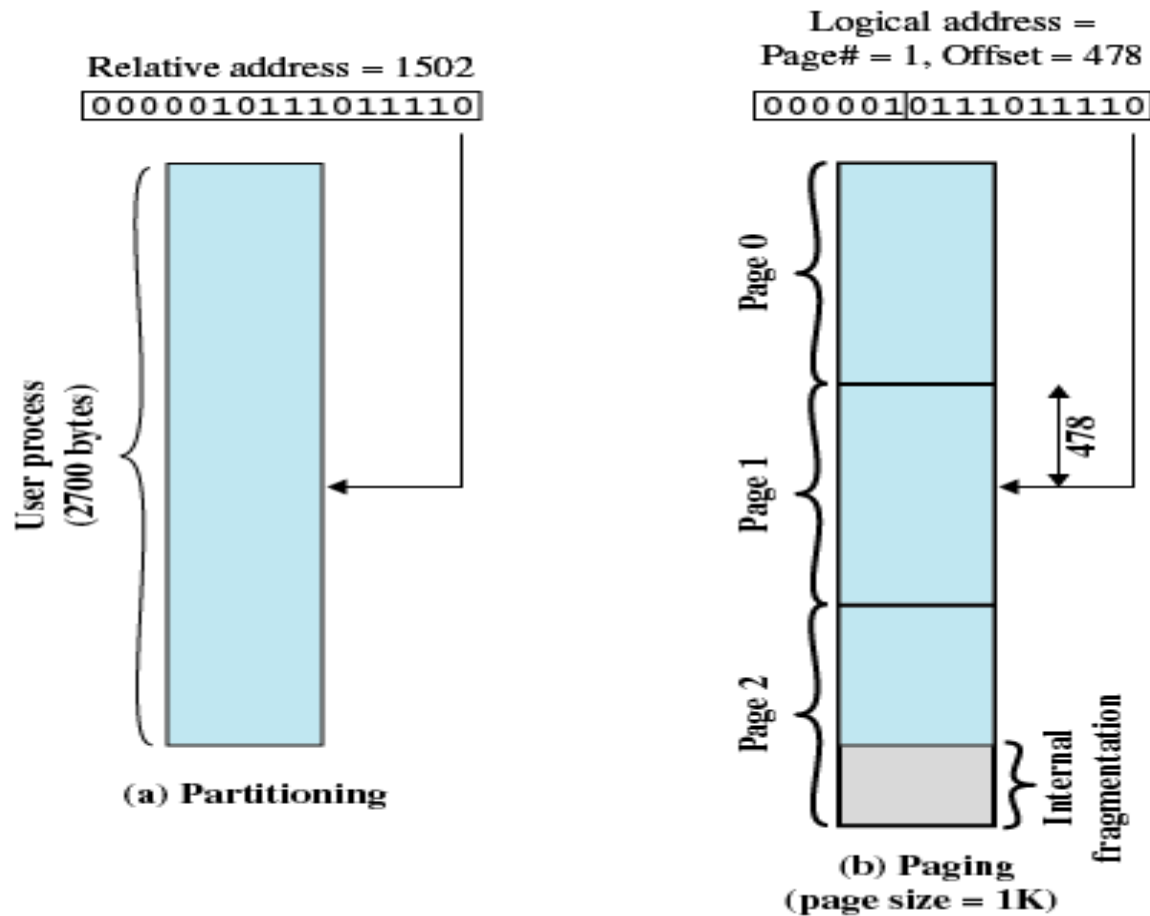 Relative address = 1502
0000010111011110
User process
(2700 bytes)
(a) Partitioning
Logical address =
Page# = 1, Offset = 478
000001 0111011110
Page 0
Page 1
Page 2
478
Internal
fragmentation
(b) Paging
(page size = 1K)